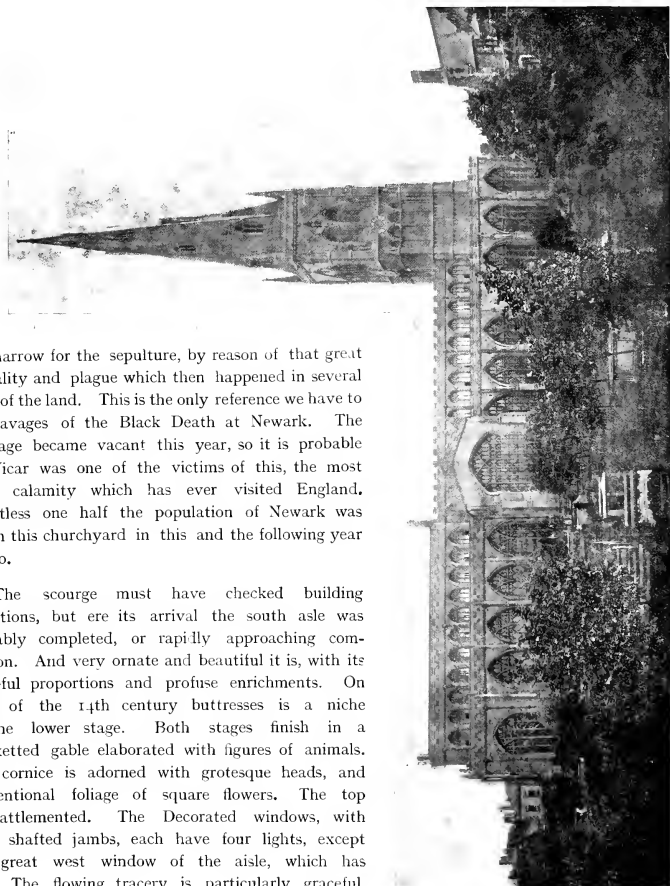 arrow for the sepulture, by reason of that great
lity and plague which then happened in several
of the land. This is the only reference we have to
avages of the Black Death at Newark. The
age became vacant this year, so it is probable
icar was one of the victims of this, the most
calamity which has ever visited England.
tless one half the population of Newark was
this churchyard in this and the following year
o.
The scourge must have checked building
tions, but ere its arrival the south asle was
ably completed, or rapidly approaching com-
on. And very ornate and beautiful it is, with its
ful proportions and profuse enrichments. On
of the 14th century buttresses is a niche
ne lower stage. Both stages finish in a
etted gable elaborated with figures of animals.
cornice is adorned with grotesque heads, and
entional foliage of square flowers. The top
attlemented. The Decorated windows, with
shafted jambs, each have four lights, except
great west window of the aisle, which has
The flowing tracery is particularly graceful